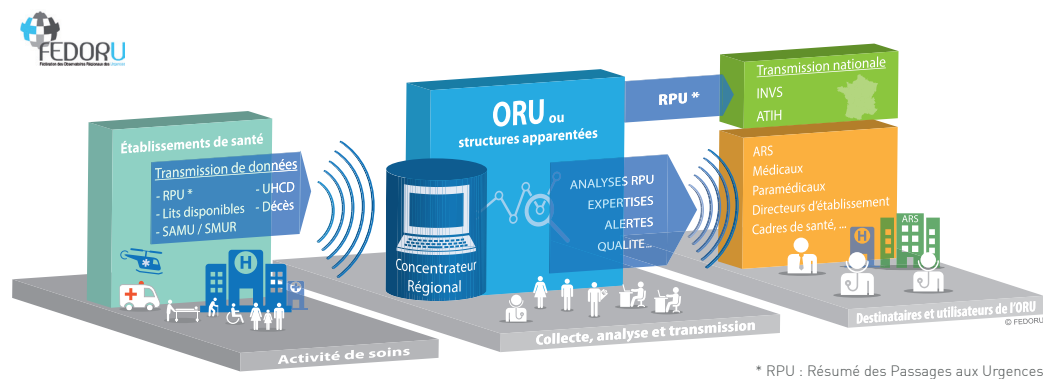 FEDORU
Fédération des Observatoires Régionaux des Urgences
Établissements de santé
Transmission de données
- RPU *
- Lits disponibles
- SAMU / SMUR
- UHCD
- Décès
H
H
Activité de soins
ORU ou
structures apparentées
Concentrateur
Régional
ANALYSES RPU
EXPERTISES
ALERTES
QUALITE...
Collecte, analyse et transmission
RPU *
Transmission nationale
INVS
ATIH
ARS
Médicaux
Paramédicaux
Directeurs d'établissement
Cadres de santé, ...
H
ARS
Destinataires et utilisateurs de l'ORU
© FEDORU
* RPU : Résumé des Passages aux Urgences